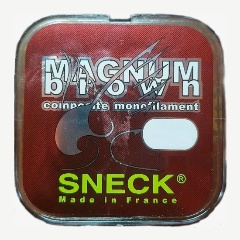 MAGNUM
brown
composite monofilament
SNECK®
Made in France